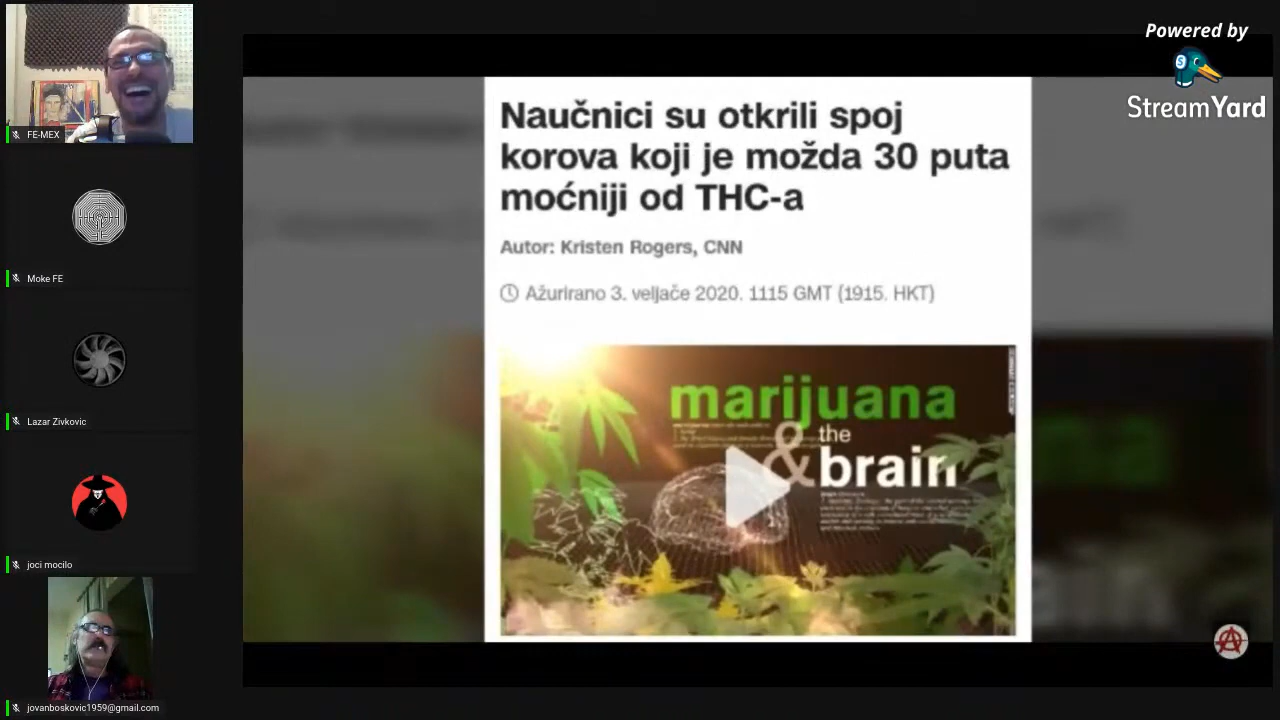 Powered by
StreamYard
FE-MEX
Moke FE
Lazar Zivkovic
joci mocilo
jovanboskovic1959@gmail.com
Naučnici su otkrili spoj
korova koji je možda 30 puta
moćniji od THC-a
Autor: Kristen Rogers, CNN
Ažurirano 3. veljače 2020. 1115 GMT (1915. HKT)
marijuana
& the
brain